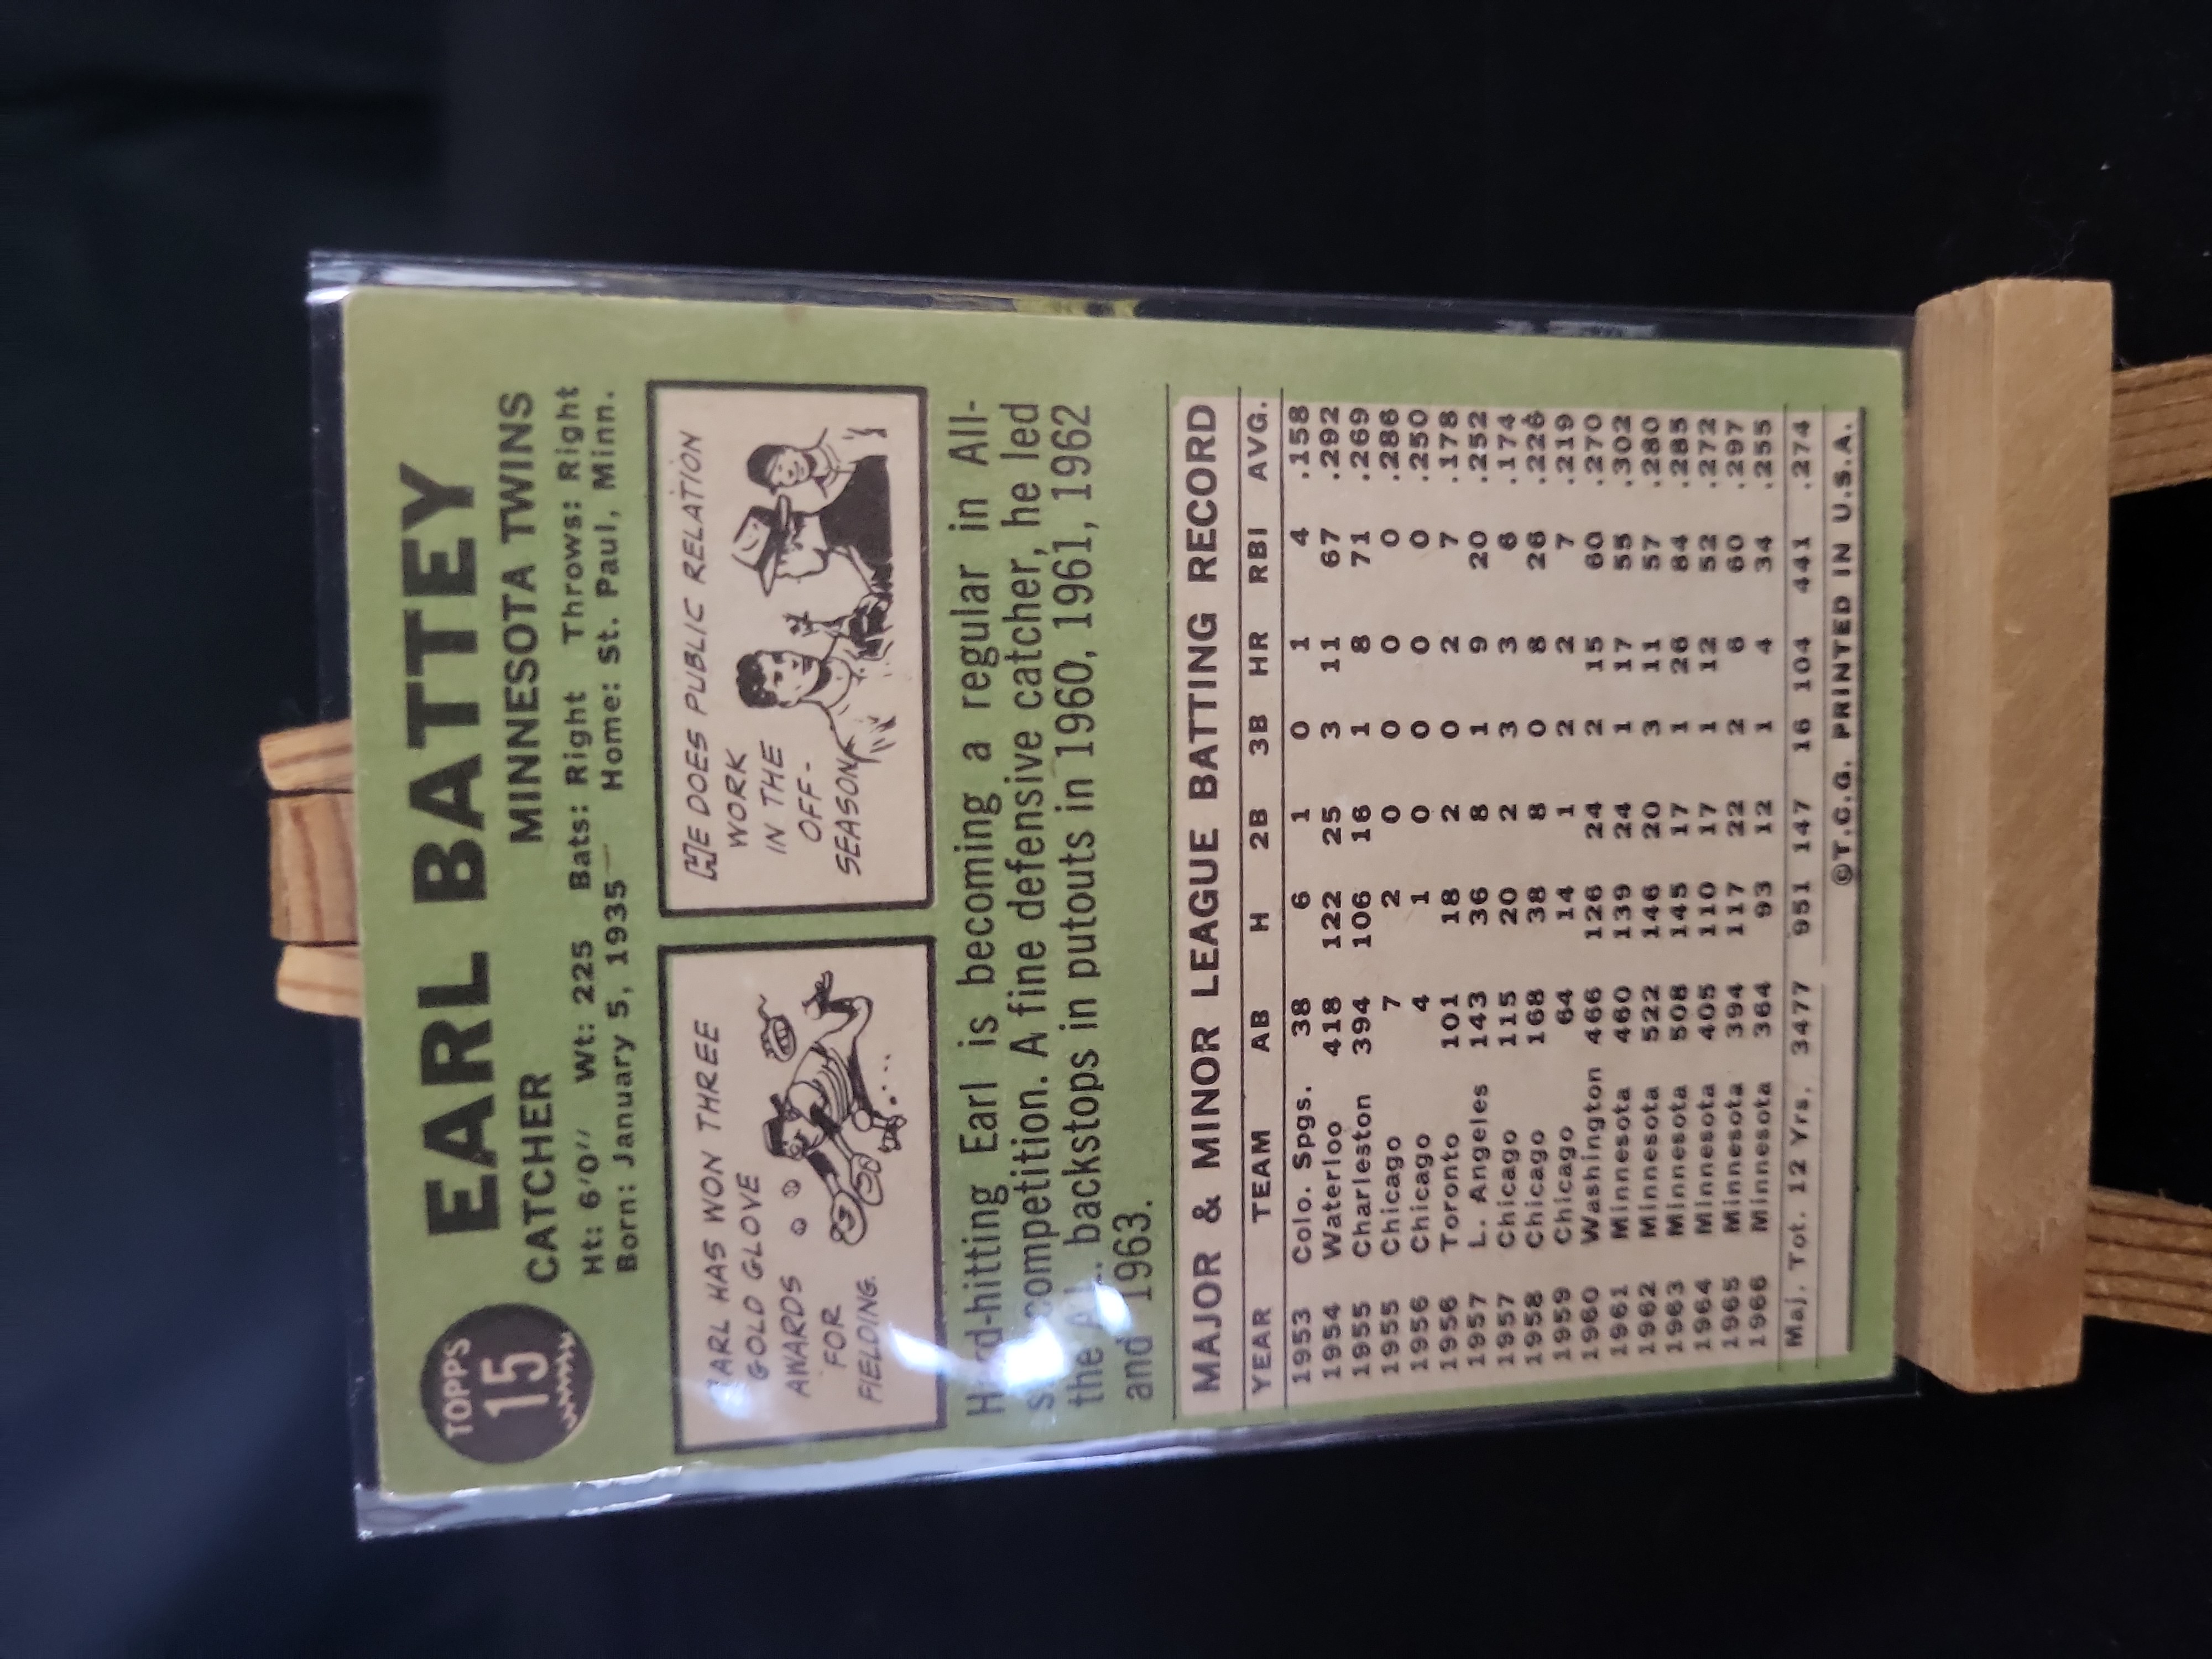 TOPPS
15
EARL BATTEY
CATCHER MINNESOTA TWINS
Ht: 6'0" Wt: 225 Bats: Right Throws: Right
Born: January 5, 1935 Home: St. Paul, Minn.
EARL HAS WON THREE
GOLD GLOVE
AWARDS
FOR
FIELDING.
HE DOES PUBLIC RELATION
WORK
IN THE
OFF-
SEASON
Hard-hitting Earl is becoming a regular in All-
competition. A fine defensive catcher, he led
the A.L. backstops in putouts in 1960, 1961, 1962
and 1963.
MAJOR & MINOR LEAGUE BATTING RECORD
YEAR TEAM AB H 2B 3B HR RBI AVG.
1953 Colo. Spgs. 38 6 1 0 1 4 .158
1954 Waterloo 418 122 25 3 11 67 .292
1955 Charleston 394 106 18 1 8 71 .269
1955 Chicago 7 2 0 0 0 0 .286
1956 Chicago 4 1 0 0 0 0 .250
1956 Toronto 101 18 2 0 2 7 .178
1957 L. Angeles 143 36 8 1 9 20 .252
1957 Chicago 115 20 2 3 3 6 .174
1958 Chicago 168 38 8 0 8 26 .226
1959 Chicago 64 14 1 2 2 7 .219
1960 Washington 466 126 24 2 15 60 .270
1961 Minnesota 460 139 24 1 17 55 .302
1962 Minnesota 522 146 20 3 11 57 .280
1963 Minnesota 508 145 17 1 26 84 .285
1964 Minnesota 405 110 17 1 12 52 .272
1965 Minnesota 394 117 22 2 6 60 .297
1966 Minnesota 364 93 12 1 4 34 .255
Maj. Tot. 12 Yrs. 3477 951 147 16 104 441 .274
©T.C.G. PRINTED IN U.S.A.